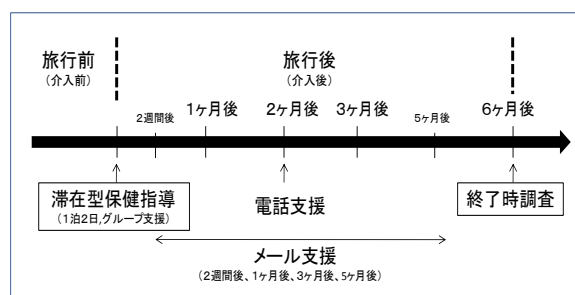 旅行前
(介入前)
旅行後
(介入後)
2週間後
1ヶ月後
2ヶ月後
3ヶ月後
5ヶ月後
6ヶ月後
滞在型保健指導
(1泊2日,グループ支援)
電話支援
終了時調査
メール支援
(2週間後、1ヶ月後、3ヶ月後、5ヶ月後)